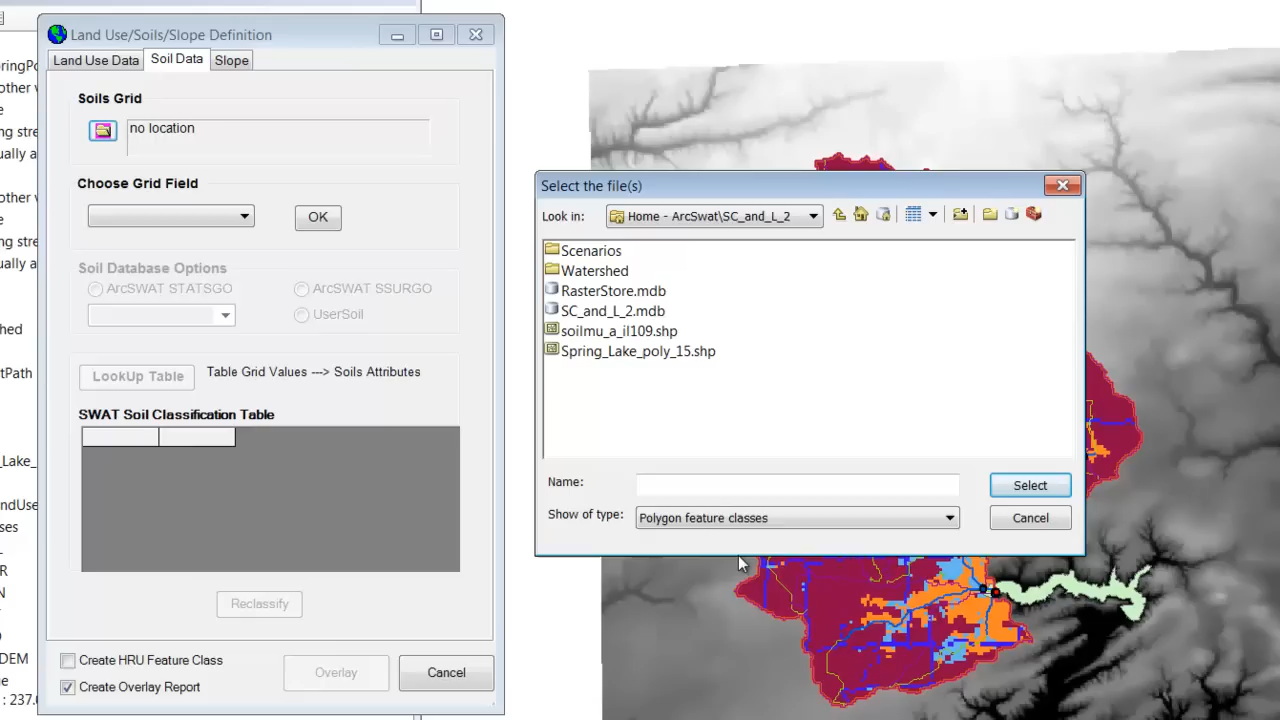 Land Use/Soils/Slope Definition
Land Use Data Soil Data Slope
Soils Grid
no location
Choose Grid Field
OK
Soil Database Options
ArcSWAT STATSGO ArcSWAT SSURGO
UserSoil
LookUp Table Table Grid Values ---> Soils Attributes
SWAT Soil Classification Table
Reclassify
Create HRU Feature Class
Create Overlay Report
Overlay Cancel
Select the file(s)
Look in: Home - ArcSwat\SC_and_L_2
Scenarios
Watershed
RasterStore.mdb
SC_and_L_2.mdb
soilmu_a_il109.shp
Spring_Lake_poly_15.shp
Name: Select
Show of type: Polygon feature classes Cancel
ringPo
other v
e
ng stre
ually a
other v
e
ng stre
ually a
hed
tPath
_Lake_
ndUse
ses
R
N
DEM
ge
: 237.